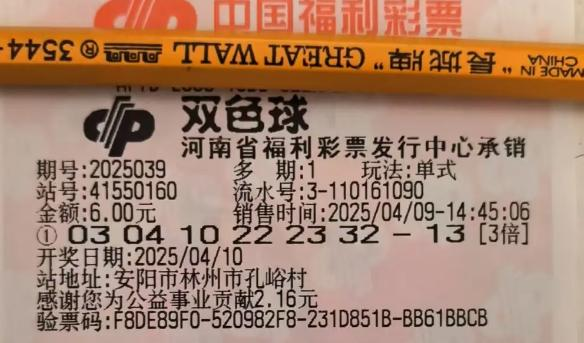 中国福利彩票
MADE IN CHINA “長城牌” GREAT WALL ® 3544
双色球
河南省福利彩票发行中心承销
期号:2025039 多 期:1 玩法:单式
站号:41550160 流水号:3-110161090
金额:6.00元 销售时间:2025/04/09-14:45:06
① 03 04 10 22 23 32 - 13 [3倍]
开奖日期:2025/04/10
站地址:安阳市林州市孔峪村
感谢您为公益事业贡献2.16元
验票码:F8DE89F0-520982F8-231D851B-BB61BBCB